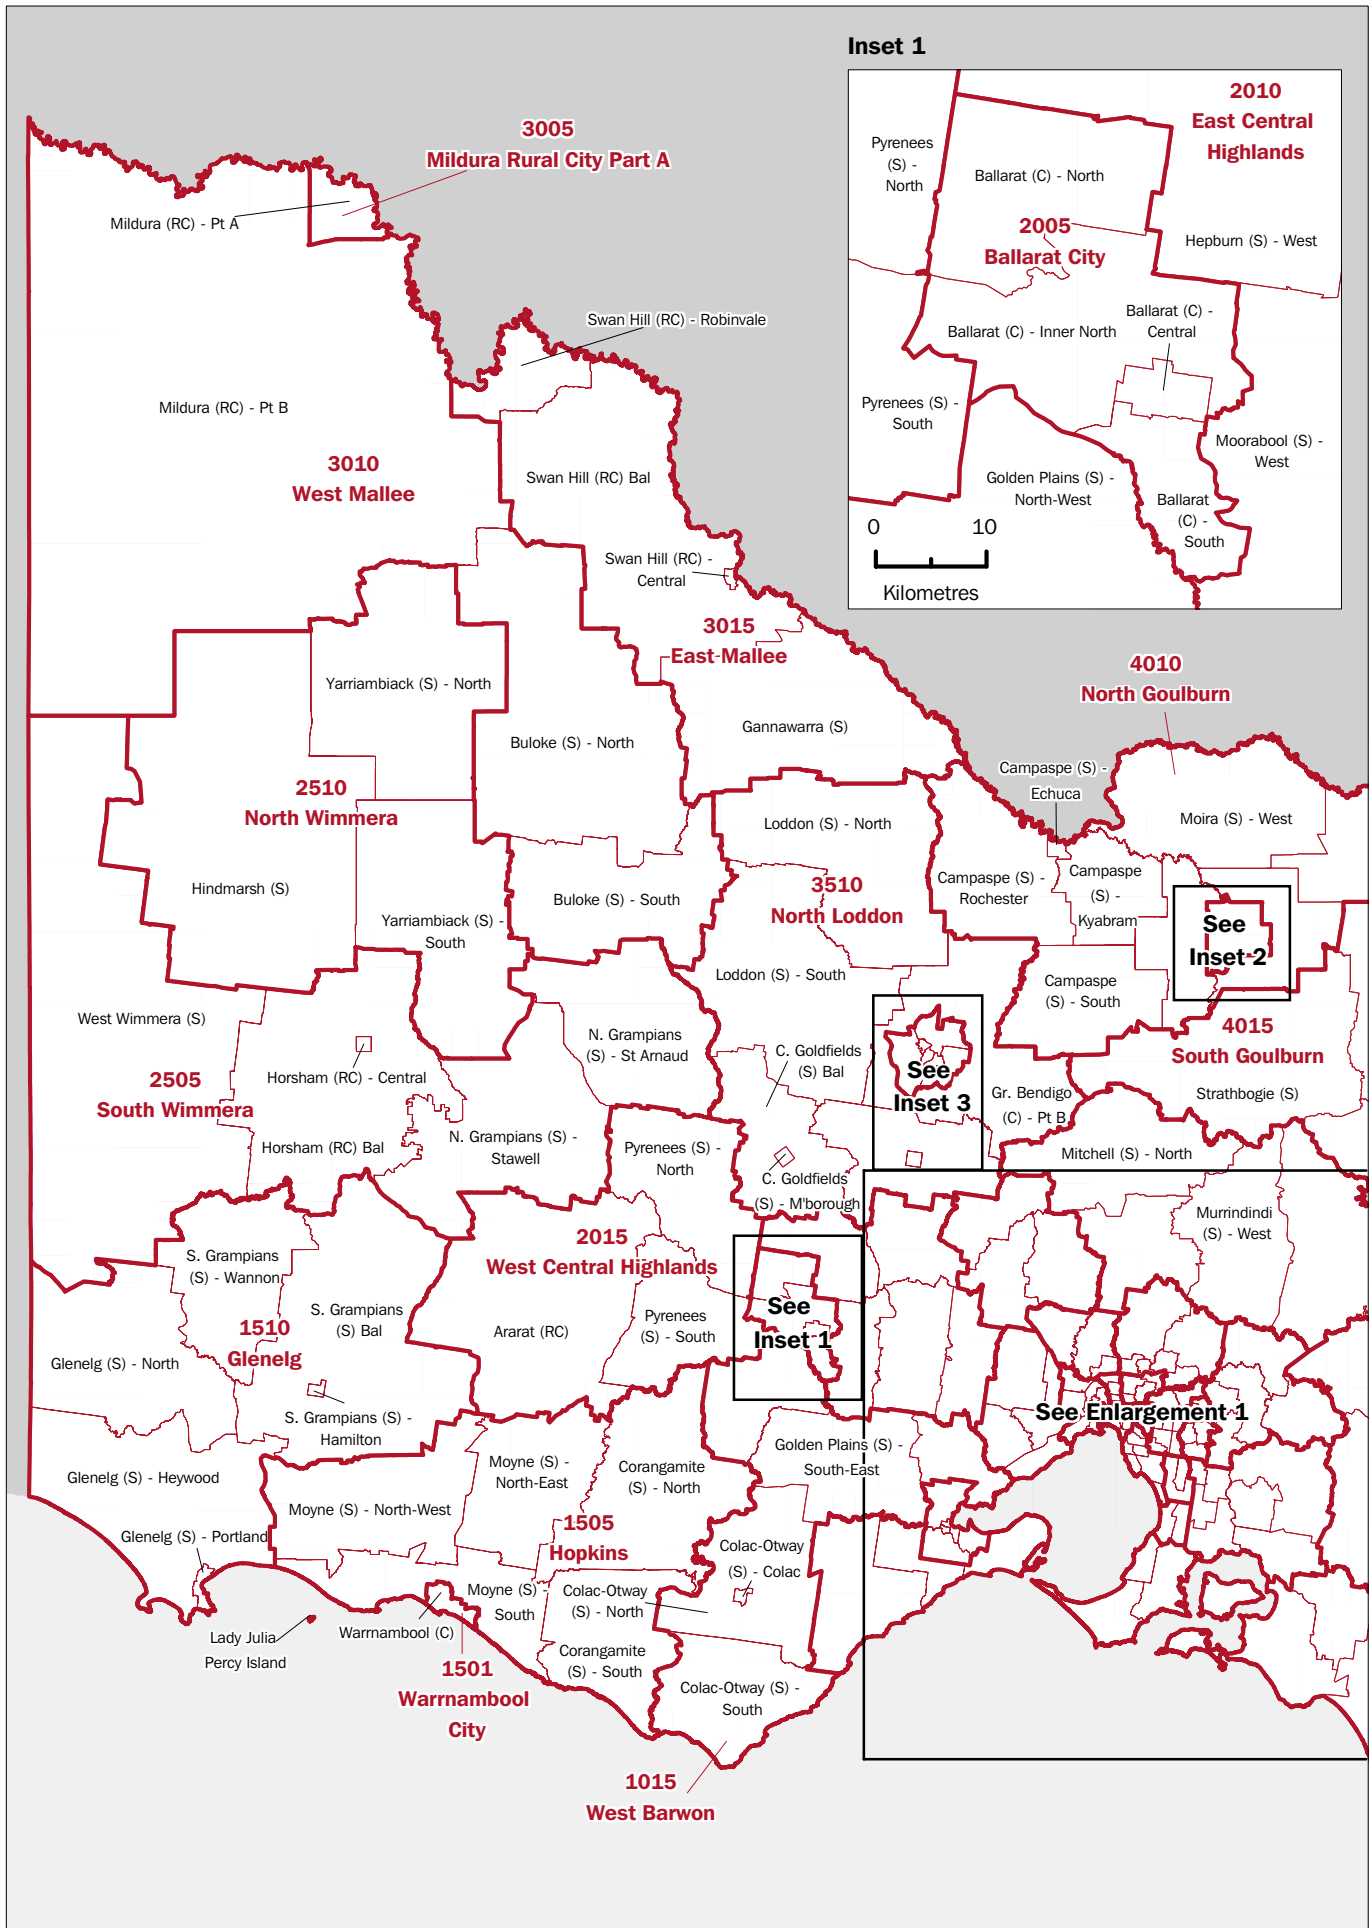 Inset 1
2010
East Central
Highlands
Pyrenees
(S) -
North
Ballarat (C) - North
2005
Ballarat City
Hepburn (S) - West
Ballarat (C) -
Central
Ballarat (C) - Inner North
Pyrenees (S) -
South
Moorabool (S) -
West
Golden Plains (S) -
North-West
Ballarat
(C) -
South
0 10
Kilometres
3005
Mildura Rural City Part A
Mildura (RC) - Pt A
Swan Hill (RC) - Robinvale
Mildura (RC) - Pt B
3010
West Mallee
Swan Hill (RC) Bal
Swan Hill (RC) -
Central
3015
East Mallee
4010
North Goulburn
Yarriambiack (S) - North
Buloke (S) - North
Gannawarra (S)
Campaspe (S) -
Echuca
2510
North Wimmera
Loddon (S) - North
Moira (S) - West
Hindmarsh (S)
Yarriambiack (S) -
South
Buloke (S) - South
3510
North Loddon
Campaspe (S) -
Rochester
Campaspe
(S) -
Kyabram
See
Inset 2
Loddon (S) - South
Campaspe
(S) - South
West Wimmera (S)
N. Grampians
(S) - St Arnaud
C. Goldfields
(S) Bal
4015
South Goulburn
2505
South Wimmera
Horsham (RC) - Central
See
Inset 3
Gr. Bendigo
(C) - Pt B
Strathbogie (S)
Horsham (RC) Bal
N. Grampians (S) -
Stawell
Pyrenees (S) -
North
Mitchell (S) - North
C. Goldfields
(S) - M'borough
Murrindindi
(S) - West
S. Grampians
(S) - Wannon
2015
West Central Highlands
S. Grampians
(S) Bal
1510
Glenelg
Ararat (RC)
Pyrenees
(S) - South
See
Inset 1
Glenelg (S) - North
S. Grampians (S) -
Hamilton
See Enlargement 1
Glenelg (S) - Heywood
Moyne (S) -
North-East
Corangamite
(S) - North
Golden Plains (S) -
South-East
Moyne (S) - North-West
Glenelg (S) - Portland
1505
Hopkins
Colac-Otway
(S) - Colac
Moyne (S) -
South
Colac-Otway
(S) - North
Lady Julia
Percy Island
Warrnambool (C)
Corangamite
(S) - South
1501
Warrnambool
City
Colac-Otway (S) -
South
1015
West Barwon